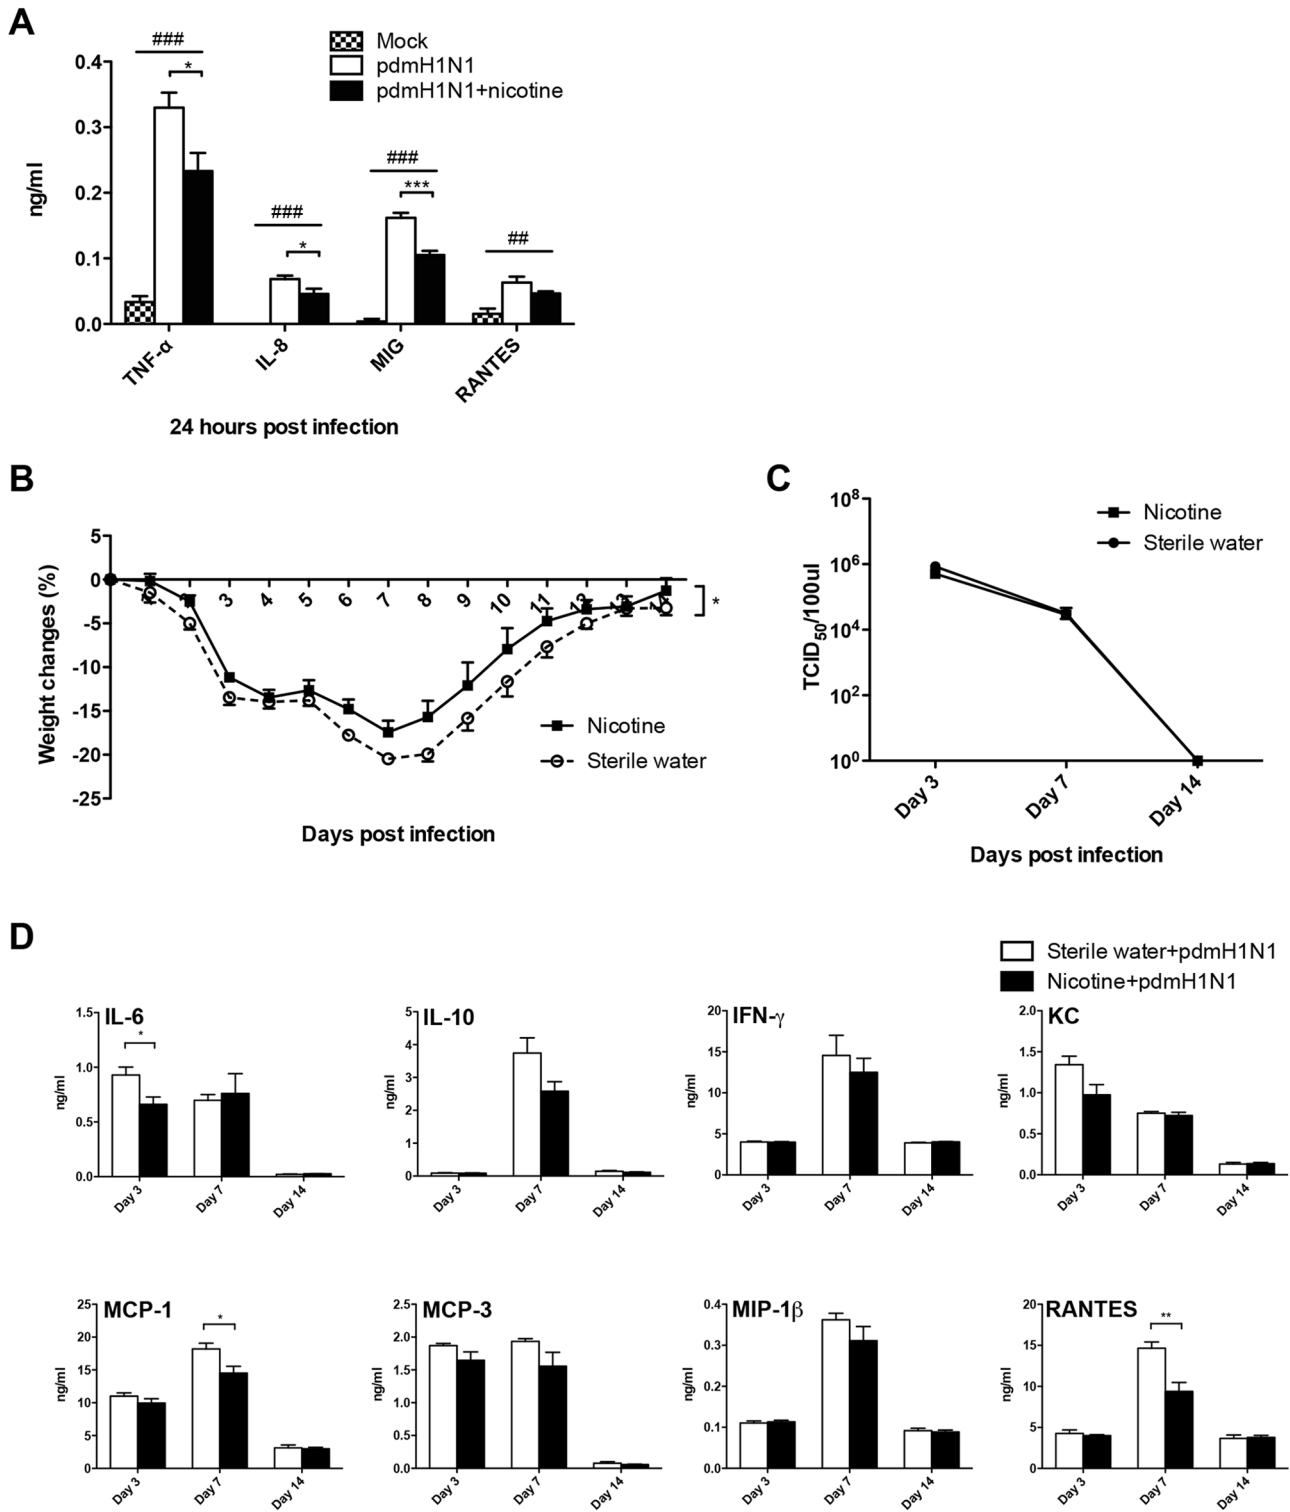 A
###
*
###
*
###
***
##
Mock
pdmH1N1
pdmH1N1+nicotine
0.4
0.3
0.2
0.1
0.0
ng/ml
TNF-α
IL-8
MIG
RANTES
24 hours post infection
B
5
0
-5
-10
-15
-20
-25
Weight changes (%)
3
4
5
6
7
8
9
10
11
12
13
14
*
Nicotine
Sterile water
Days post infection
C
10⁸
10⁶
10⁴
10²
10⁰
TCID₅₀/100ul
Nicotine
Sterile water
Day 3
Day 7
Day 14
Days post infection
D
Sterile water+pdmH1N1
Nicotine+pdmH1N1
IL-6
*
1.5
1.0
0.5
0.0
ng/ml
Day 3
Day 7
Day 14
IL-10
5
4
3
2
1
0
ng/ml
Day 3
Day 7
Day 14
IFN-γ
20
15
10
5
0
ng/ml
Day 3
Day 7
Day 14
KC
2.0
1.5
1.0
0.5
0.0
ng/ml
Day 3
Day 7
Day 14
MCP-1
*
25
20
15
10
5
0
ng/ml
Day 3
Day 7
Day 14
MCP-3
2.5
2.0
1.5
1.0
0.5
0.0
ng/ml
Day 3
Day 7
Day 14
MIP-1β
0.4
0.3
0.2
0.1
0.0
ng/ml
Day 3
Day 7
Day 14
RANTES
**
20
15
10
5
0
ng/ml
Day 3
Day 7
Day 14